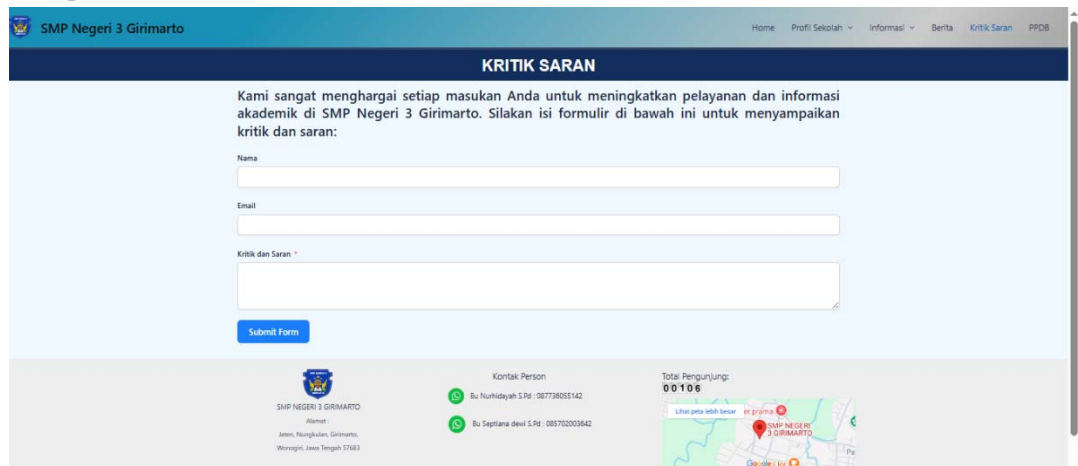 SMP Negeri 3 Girimarto
Home Profil Sekolah Informasi Berita Kritik Saran PPDB
KRITIK SARAN
Kami sangat menghargai setiap masukan Anda untuk meningkatkan pelayanan dan informasi
akademik di SMP Negeri 3 Girimarto. Silakan isi formulir di bawah ini untuk menyampaikan
kritik dan saran:
Nama
Email
Kritik dan Saran *
Submit Form
SMP NEGERI 3 GIRIMARTO
Alamat :
Jaten, Nungkulan, Girimarto,
Wonogiri, Jawa Tengah 57683
Kontak Person
Bu Nurhidayah S.Pd : 087736055142
Bu Septiana dewi S.Pd : 085702003642
Total Pengunjung:
00106
Lihat peta lebih besar
er prama
SMP NEGERI
3 GIRIMARTO
Pe